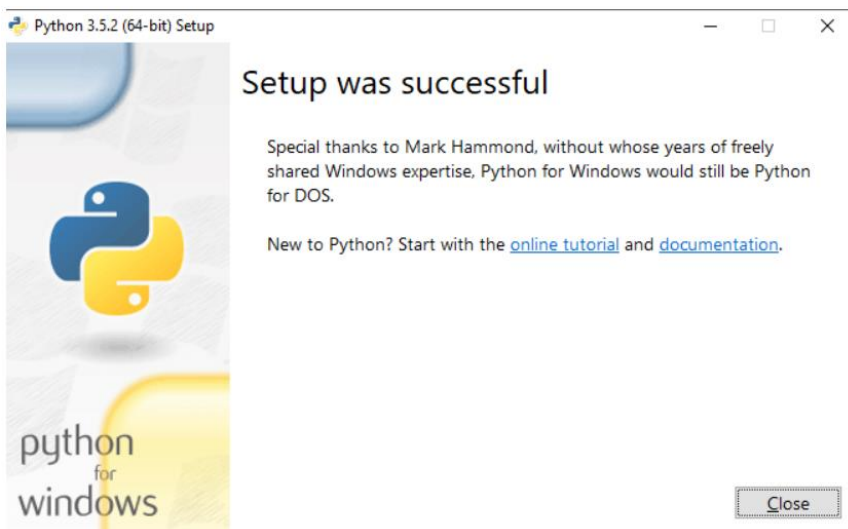 Python 3.5.2 (64-bit) Setup
Setup was successful
Special thanks to Mark Hammond, without whose years of freely
shared Windows expertise, Python for Windows would still be Python
for DOS.
New to Python? Start with the online tutorial and documentation.
python
for
windows
Close